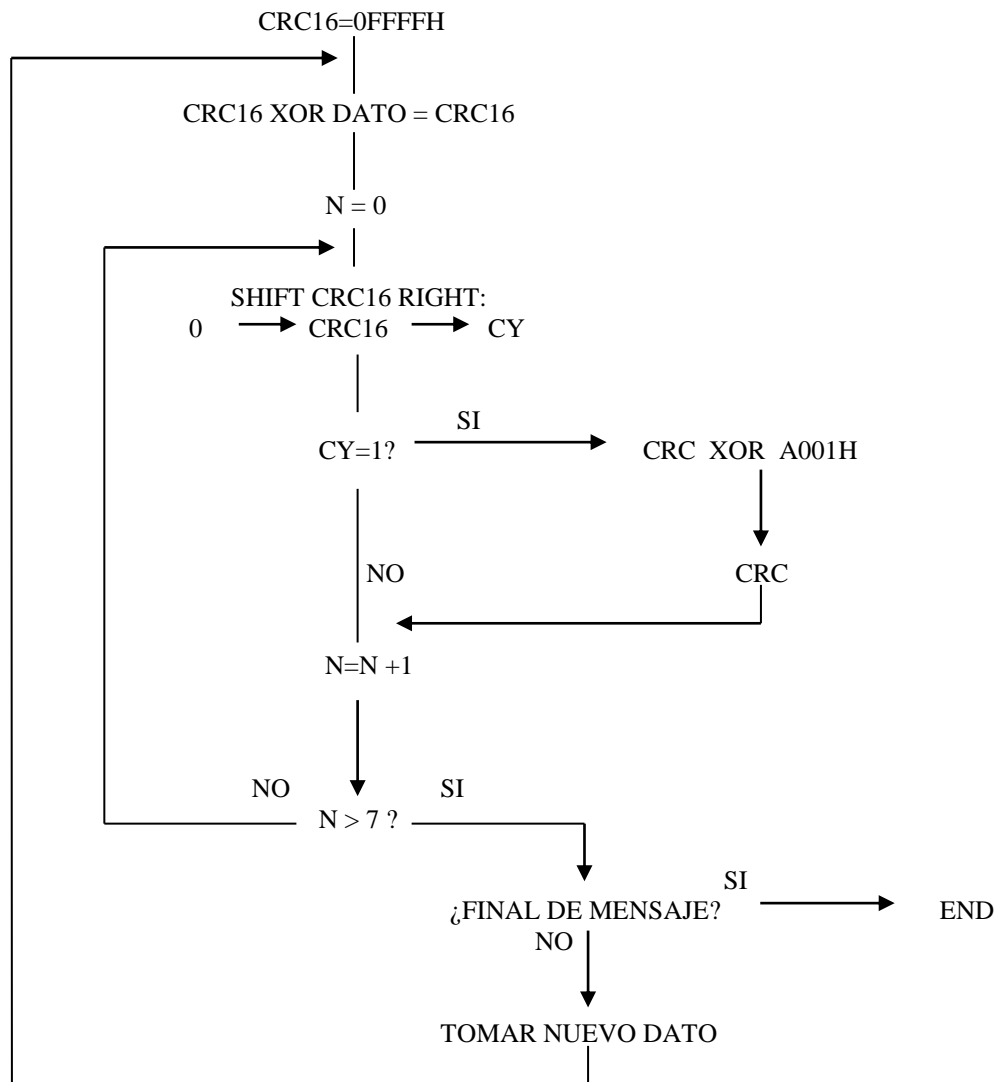 CRC16=0FFFFH
CRC16 XOR DATO = CRC16
N = 0
SHIFT CRC16 RIGHT:
0 CRC16 CY
SI
CY=1? CRC XOR A001H
NO CRC
N=N +1
NO SI
N > 7 ?
SI
¿FINAL DE MENSAJE? END
NO
TOMAR NUEVO DATO